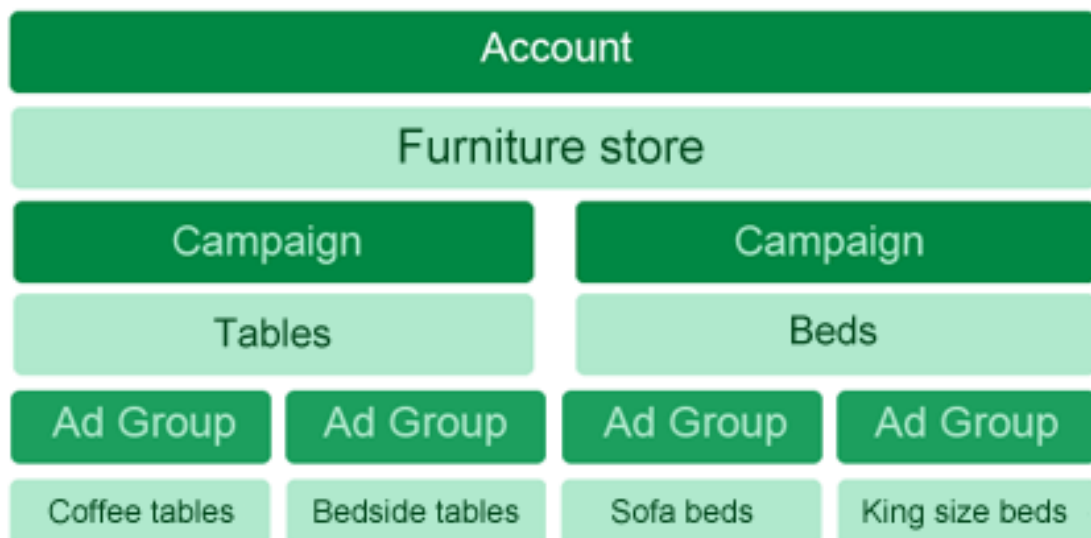 Account
Furniture store
Campaign Campaign
Tables Beds
Ad Group Ad Group Ad Group Ad Group
Coffee tables Bedside tables Sofa beds King size beds